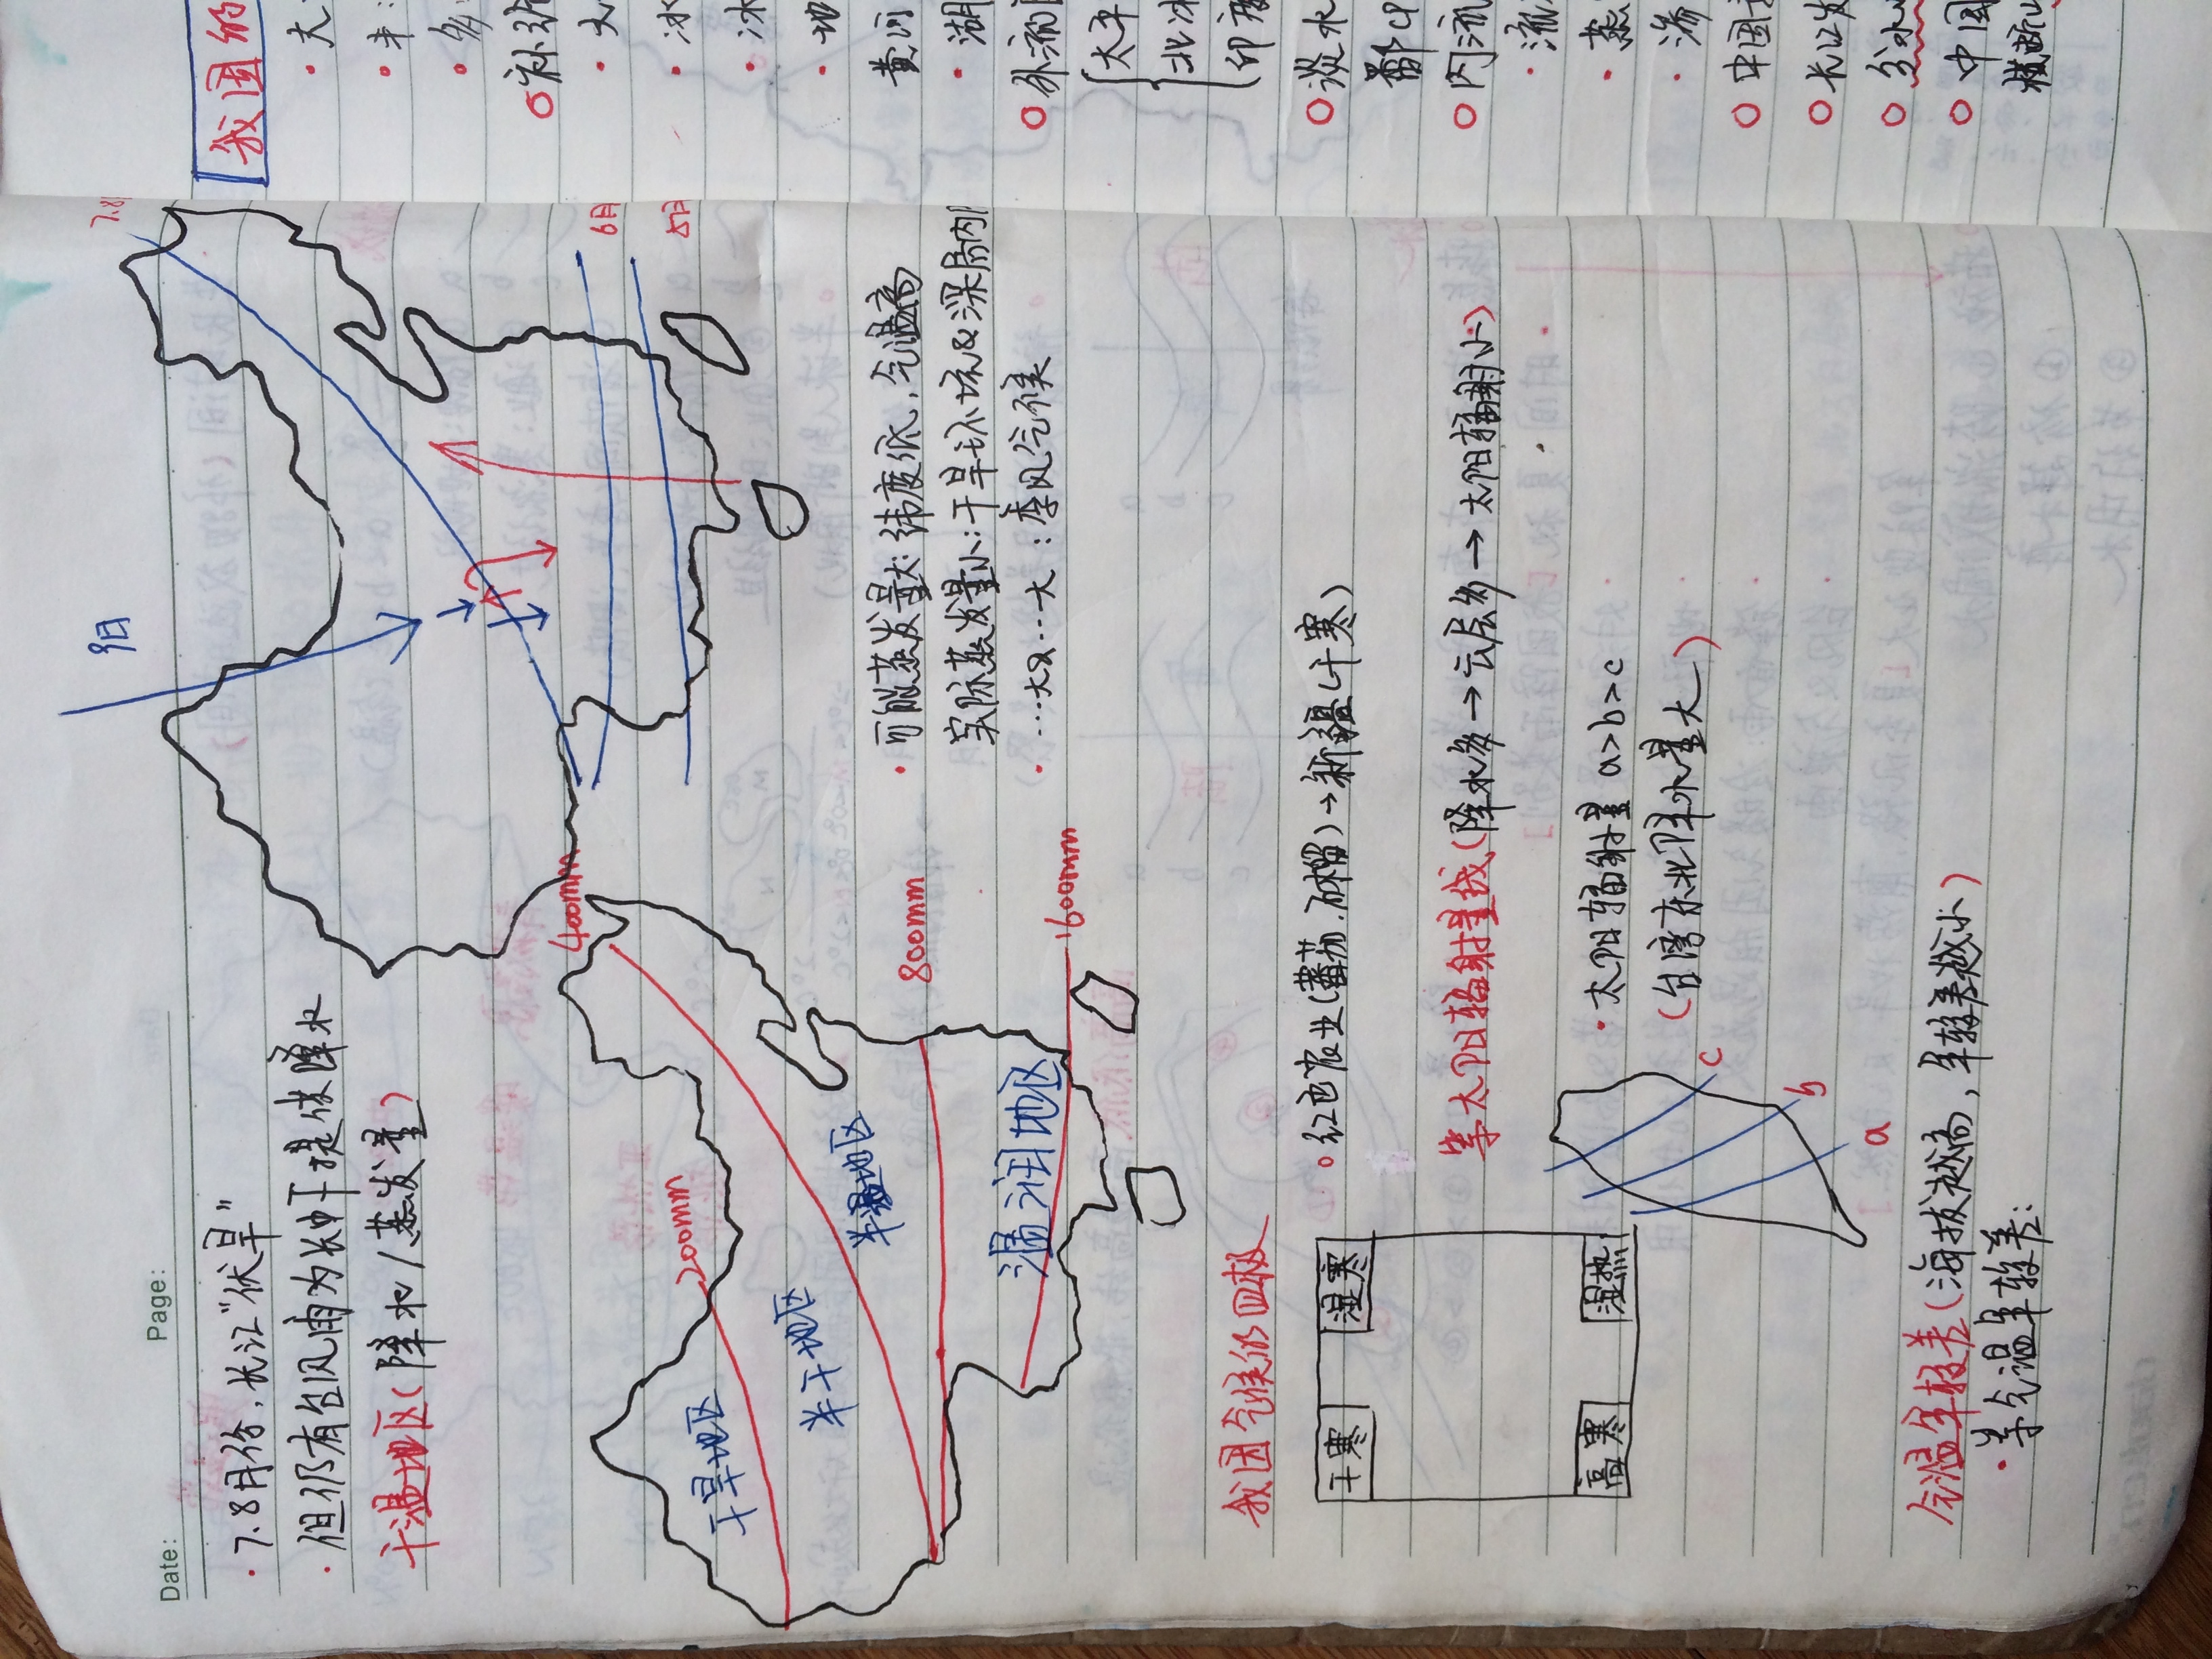 Date:
Page:
· 7.8月份，长江"伏旱"
· 但仍有台风雨为长中下提供降水
干湿地区(降水/蒸发量)
9月
7.8
6月
5月
400mm
200mm
干旱地区
半干地区
半湿地区
800mm
湿润地区
1600mm
· 可能蒸发量大: 纬度低，气温高
实际蒸发量小: 干旱环境&深居内
· …大&…大：季风气候
我国气候的四极
干寒
湿寒
高寒
湿热
○ 红色农业(蕃茄.石榴)→新疆(干寒)
等太阳辐射量线(降水多→云层多→太阳辐射小)
· 太阳辐射量 a>b>c
(台湾东北降水量大)
c
b
a
气温年较差(海拔越高，年较差越小)
· 等气温年较差:
我国的
· 大
· 丰
· 多
○ 补给
· 大
· 冰
· 冰
· 地
黄河
· 湖
○ 外流
太平
北冰
印度
○ 淡水
鄱
○ 内流
· 流
· 蒸
· 渗
○ 中国
○ 长江发
○ 分水
○ 中国
横断山